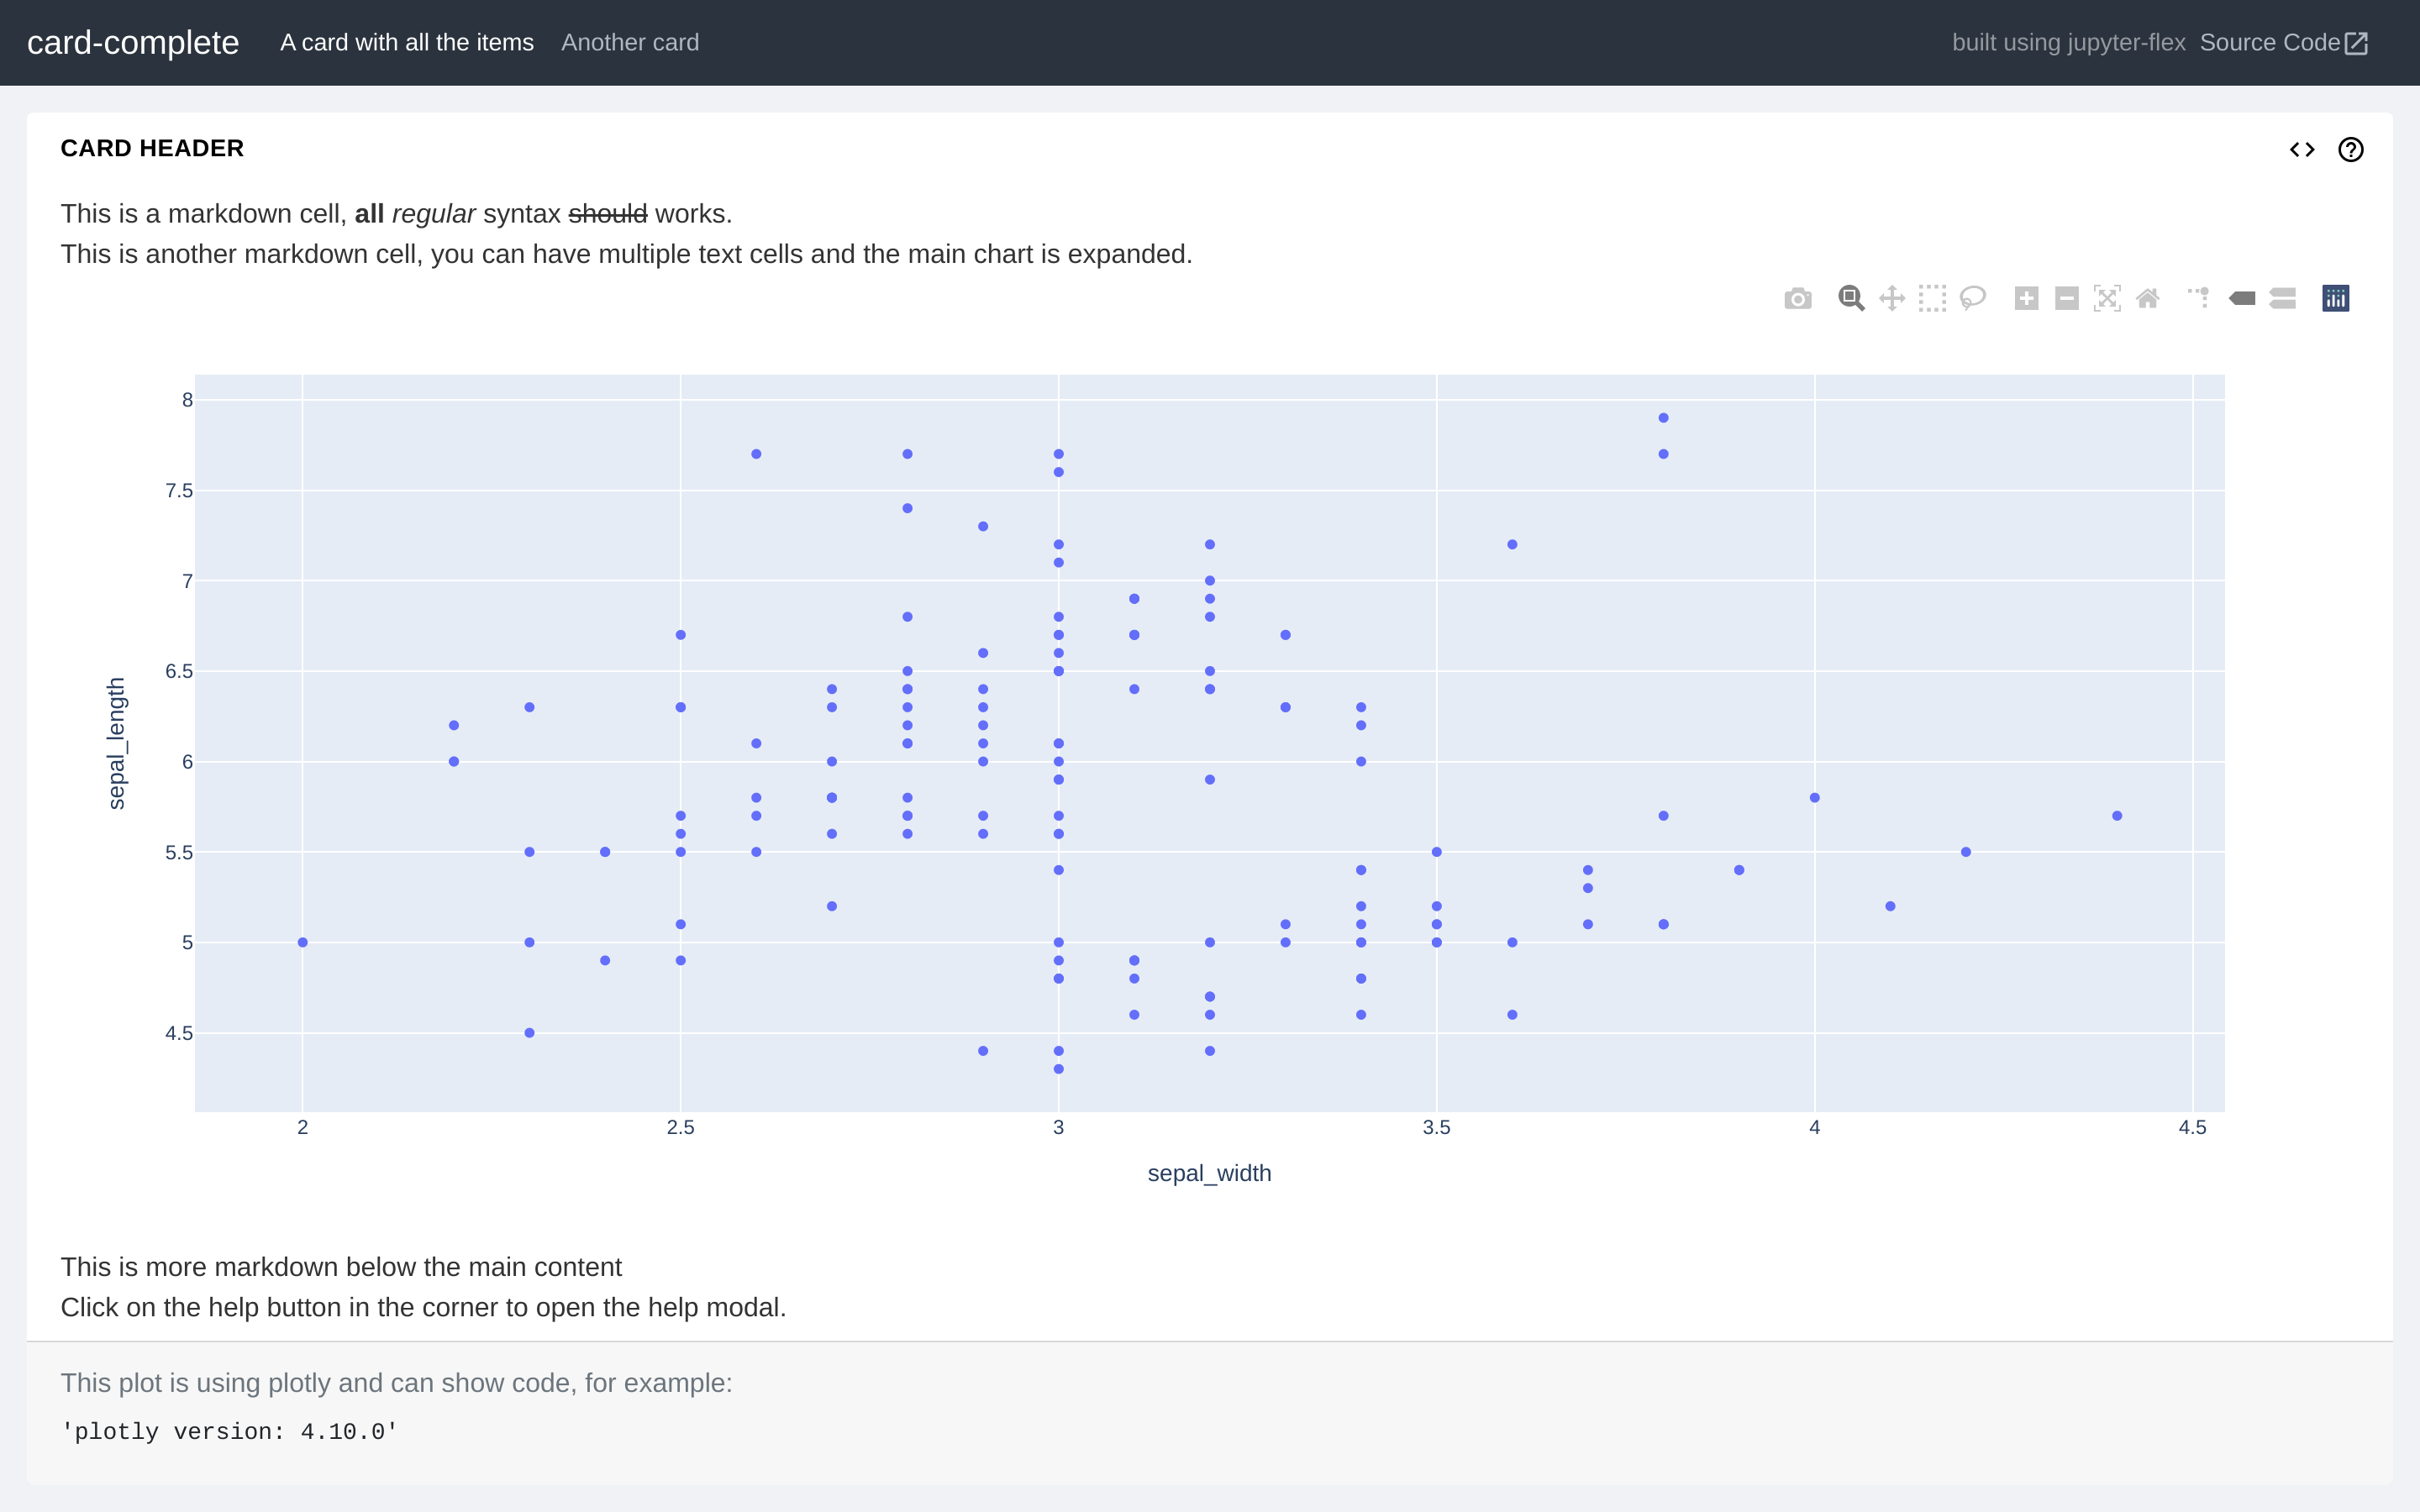 card-complete A card with all the items Another card built using jupyter-flex Source Code
CARD HEADER
This is a markdown cell, all regular syntax should works.
This is another markdown cell, you can have multiple text cells and the main chart is expanded.
8
7.5
7
6.5
6
5.5
5
4.5
sepal_length
2 2.5 3 3.5 4 4.5
sepal_width
This is more markdown below the main content
Click on the help button in the corner to open the help modal.
This plot is using plotly and can show code, for example:
'plotly version: 4.10.0'